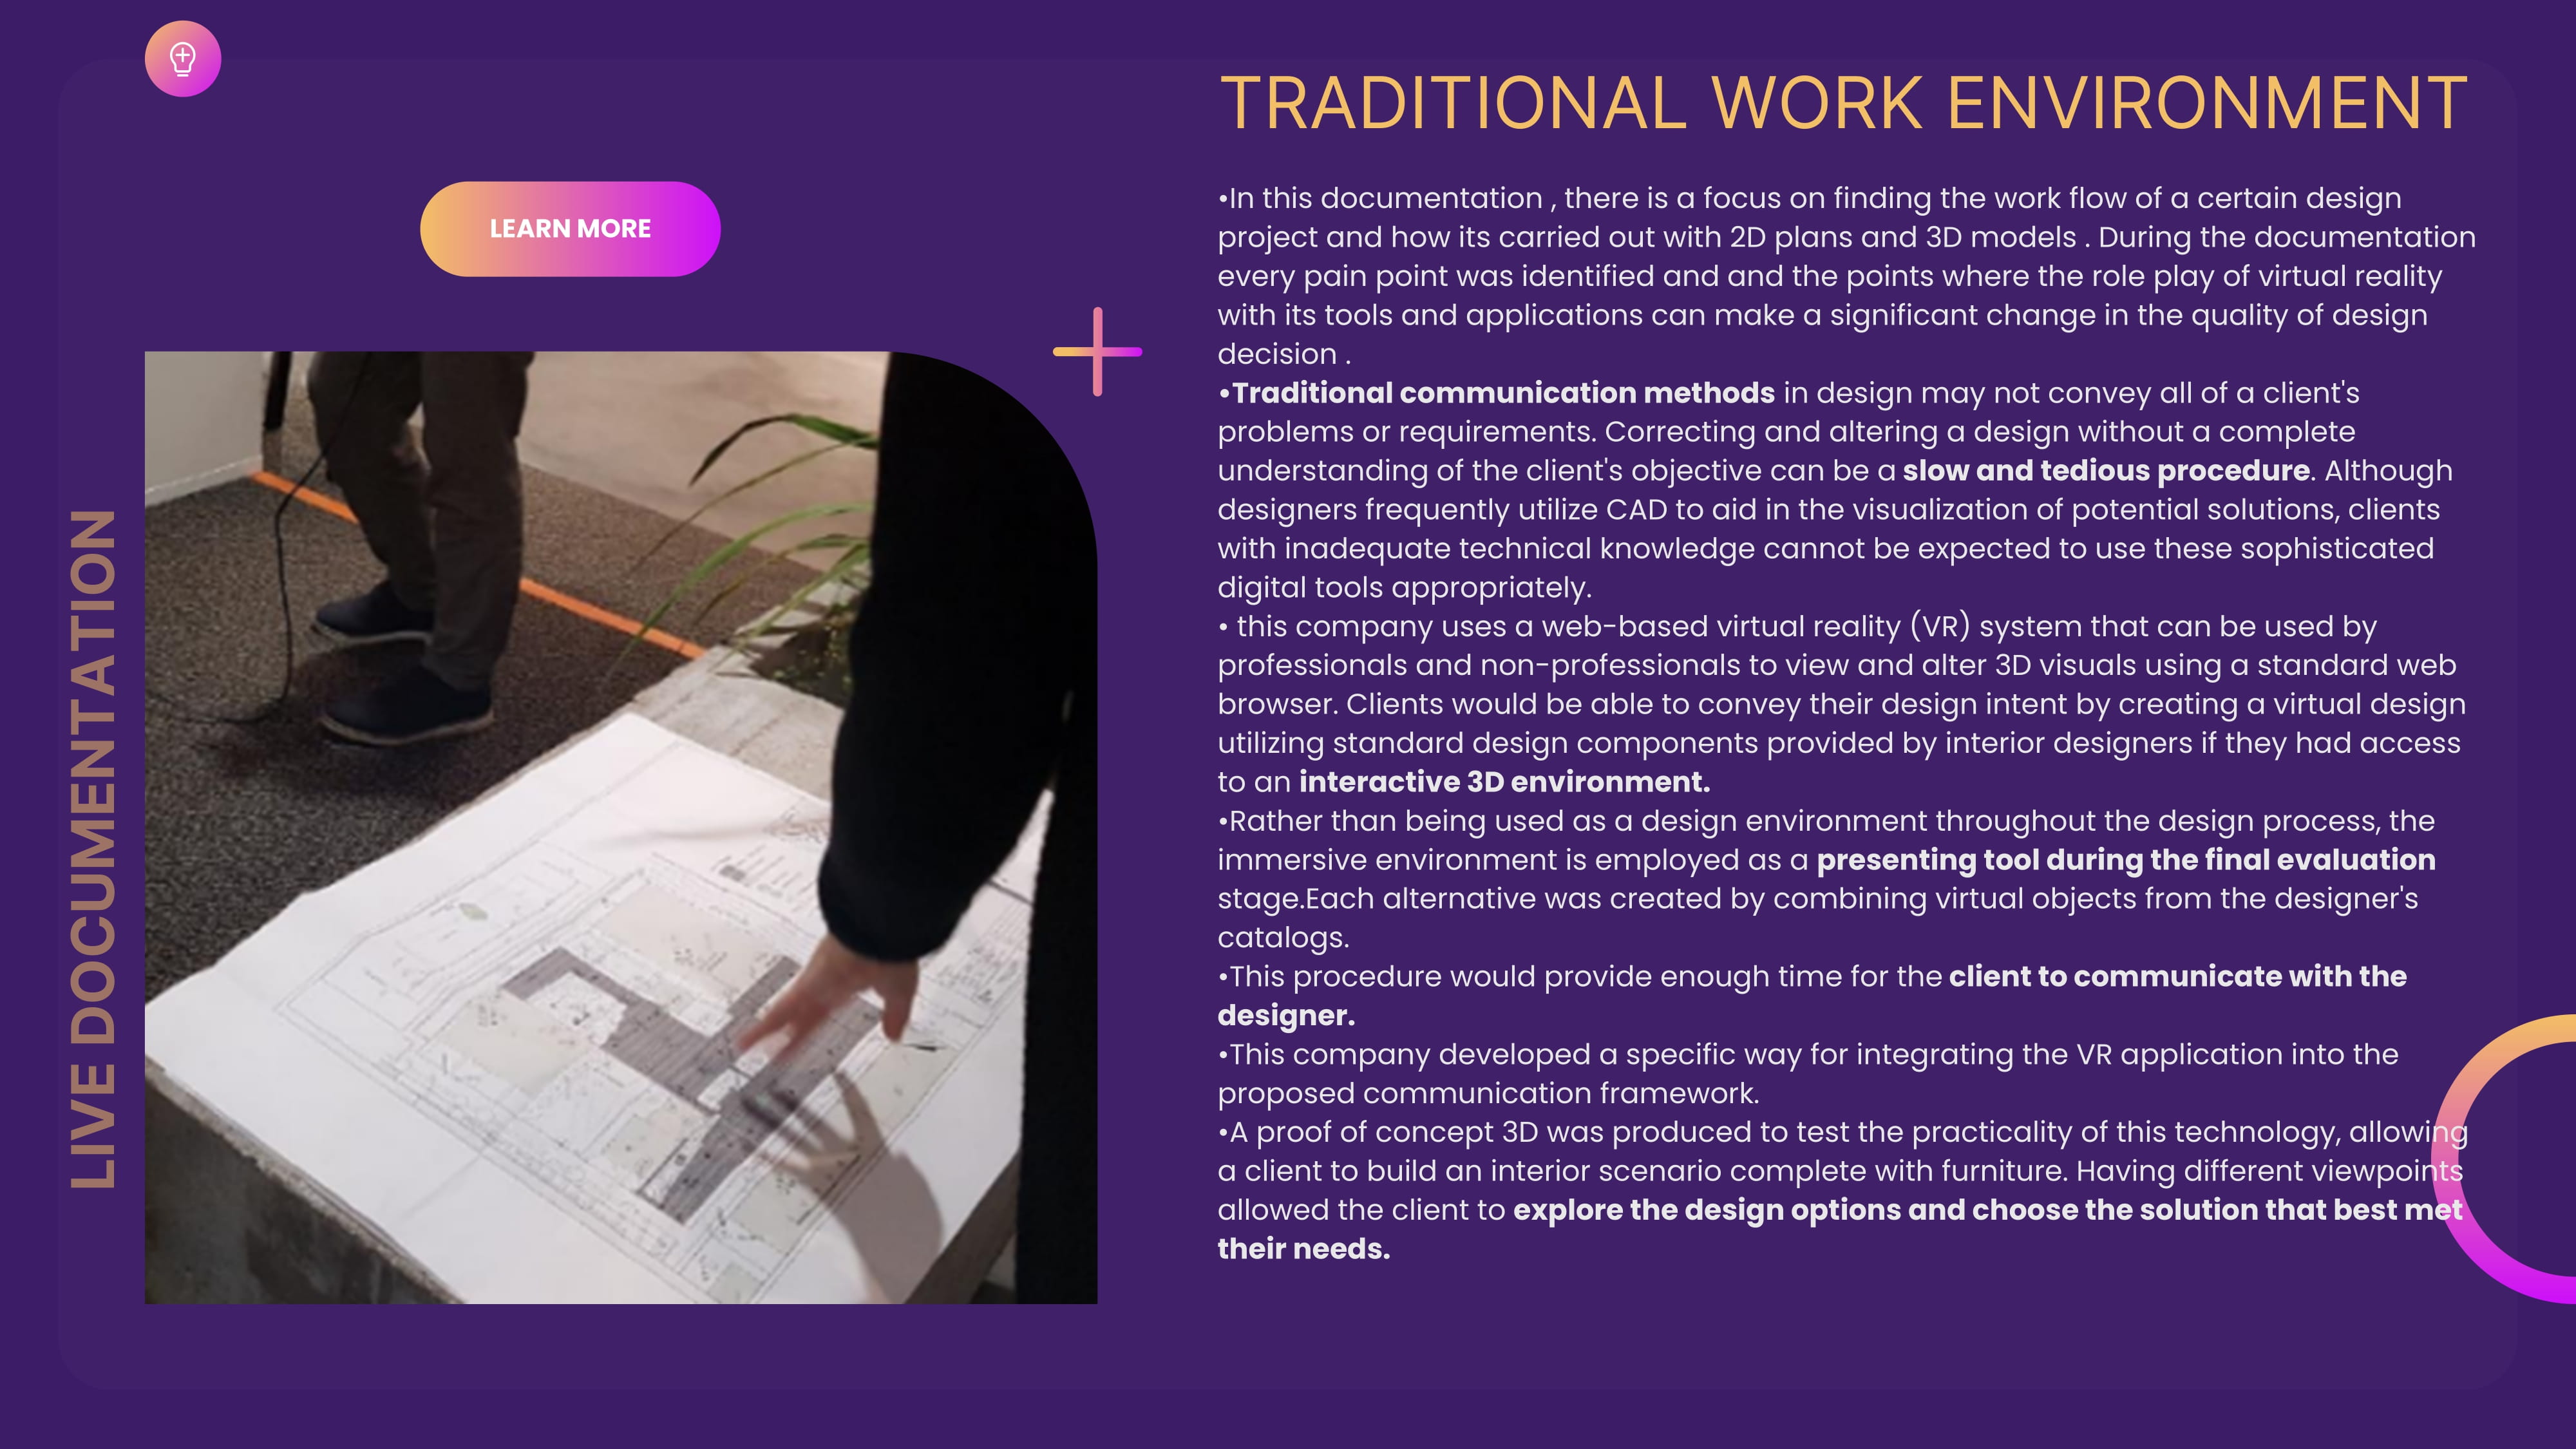 TRADITIONAL WORK ENVIRONMENT
LEARN MORE
LIVE DOCUMENTATION
•In this documentation , there is a focus on finding the work flow of a certain design
project and how its carried out with 2D plans and 3D models . During the documentation
every pain point was identified and and the points where the role play of virtual reality
with its tools and applications can make a significant change in the quality of design
decision .
•Traditional communication methods in design may not convey all of a client's
problems or requirements. Correcting and altering a design without a complete
understanding of the client's objective can be a slow and tedious procedure. Although
designers frequently utilize CAD to aid in the visualization of potential solutions, clients
with inadequate technical knowledge cannot be expected to use these sophisticated
digital tools appropriately.
• this company uses a web-based virtual reality (VR) system that can be used by
professionals and non-professionals to view and alter 3D visuals using a standard web
browser. Clients would be able to convey their design intent by creating a virtual design
utilizing standard design components provided by interior designers if they had access
to an interactive 3D environment.
•Rather than being used as a design environment throughout the design process, the
immersive environment is employed as a presenting tool during the final evaluation
stage.Each alternative was created by combining virtual objects from the designer's
catalogs.
•This procedure would provide enough time for the client to communicate with the
designer.
•This company developed a specific way for integrating the VR application into the
proposed communication framework.
•A proof of concept 3D was produced to test the practicality of this technology, allowing
a client to build an interior scenario complete with furniture. Having different viewpoints
allowed the client to explore the design options and choose the solution that best met
their needs.